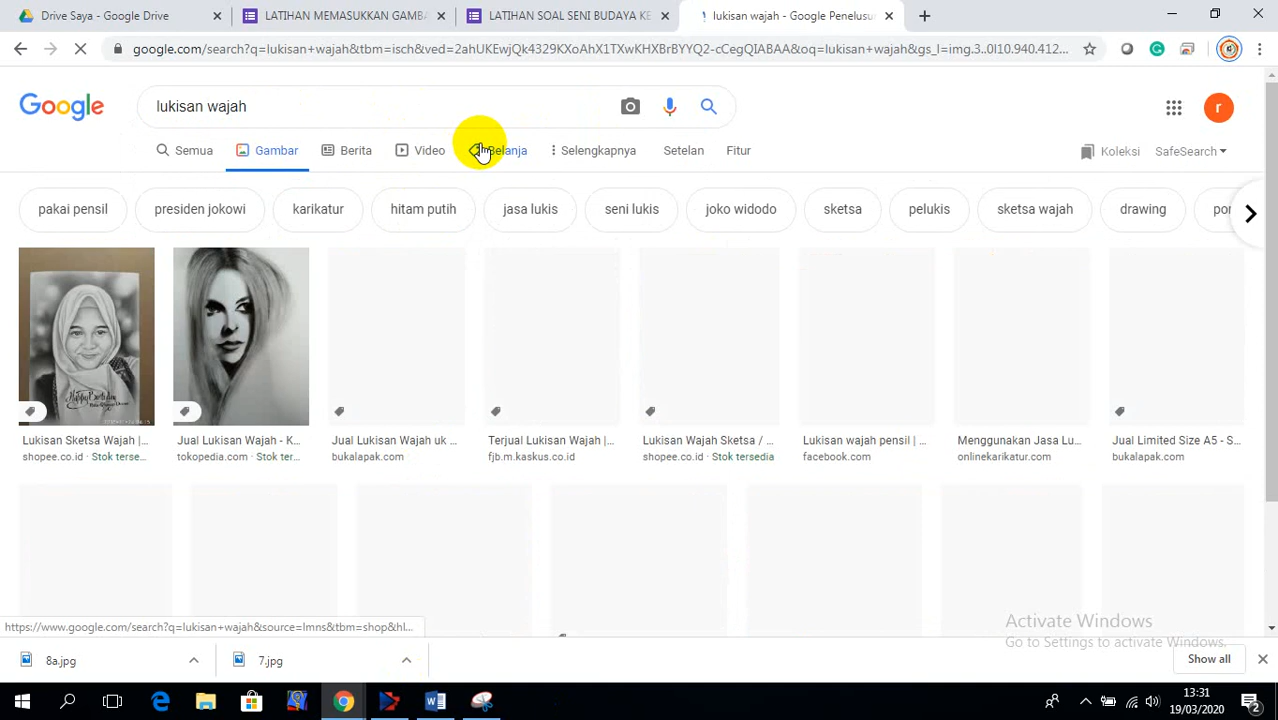 Drive Saya - Google Drive
LATIHAN MEMASUKKAN GAMBA
LATIHAN SOAL SENI BUDAYA KE
lukisan wajah - Google Penelusu
google.com/search?q=lukisan+wajah&tbm=isch&ved=2ahUKEwjQk4329KXoAhX1TXwKHXBrBYYQ2-cCegQIABAA&oq=lukisan+wajah&gs_l=img.3..0l10.940.412...
Google
lukisan wajah
r
Semua
Gambar
Berita
Video
Belanja
Selengkapnya
Setelan
Fitur
Koleksi
SafeSearch
pakai pensil
presiden jokowi
karikatur
hitam putih
jasa lukis
seni lukis
joko widodo
sketsa
pelukis
sketsa wajah
drawing
por
Lukisan Sketsa Wajah |...
shopee.co.id · Stok terse...
Jual Lukisan Wajah - K...
tokopedia.com · Stok ter...
Jual Lukisan Wajah uk ...
bukalapak.com
Terjual Lukisan Wajah |...
fjb.m.kaskus.co.id
Lukisan Wajah Sketsa / ...
shopee.co.id · Stok tersedia
Lukisan wajah pensil | ...
facebook.com
Menggunakan Jasa Lu...
onlinekarikatur.com
Jual Limited Size A5 - S...
bukalapak.com
Activate Windows
Go to Settings to activate Windows.
https://www.google.com/search?q=lukisan+wajah&source=lmns&tbm=shop&hl...
8a.jpg
7.jpg
Show all
13:31
19/03/2020
2